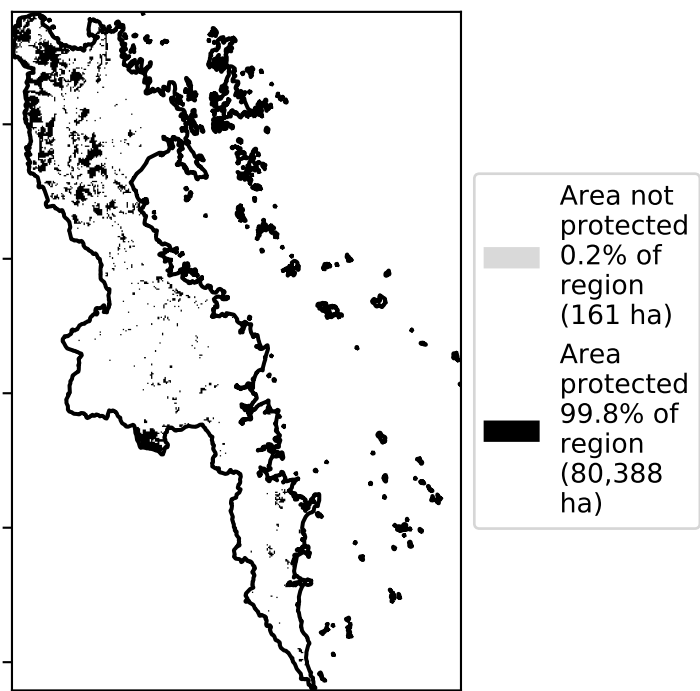 Area not
protected
0.2% of
region
(161 ha)
Area
protected
99.8% of
region
(80,388
ha)